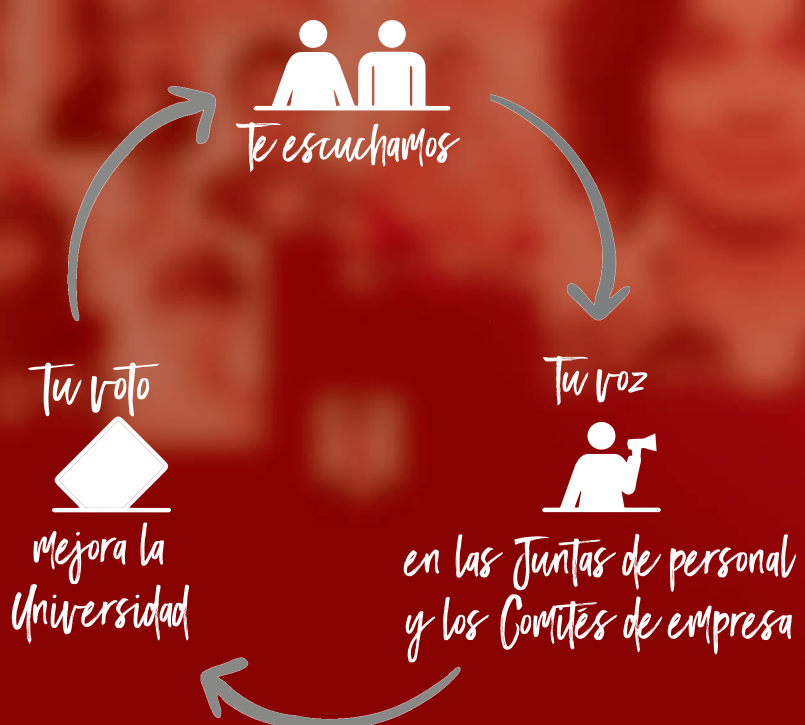 Te escuchamos
Tu voz
en las Juntas de personal
y los Comités de empresa
Tu voto
mejora la
Universidad